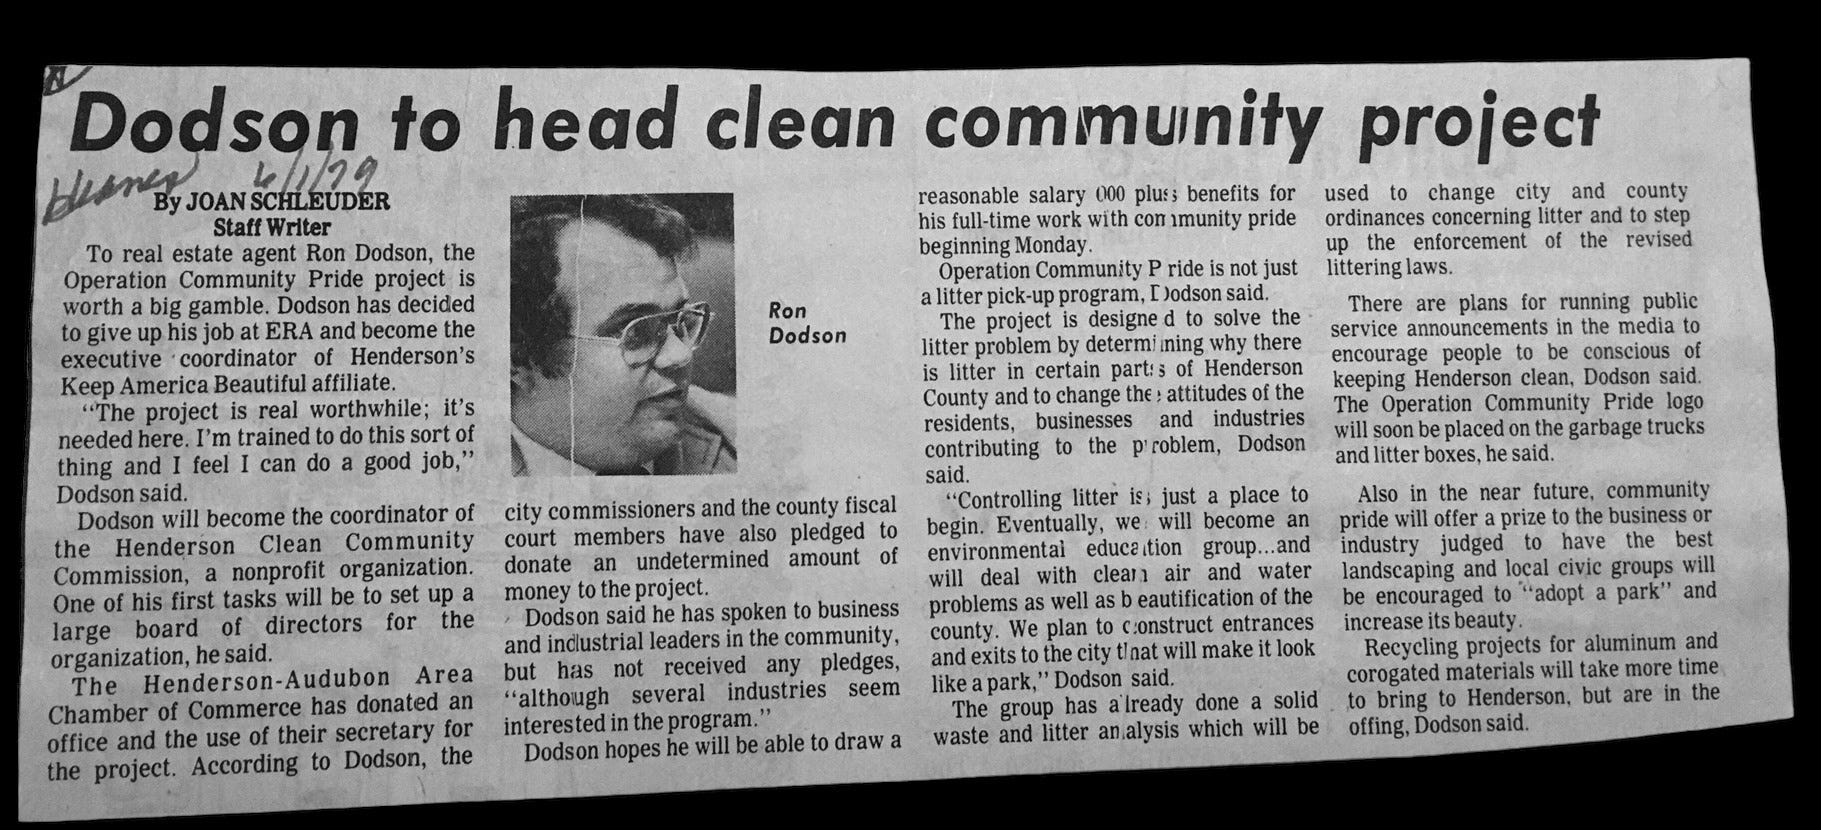 Dodson to head clean community project
6/1/79
By JOAN SCHLEUDER
Staff Writer
To real estate agent Ron Dodson, the
Operation Community Pride project is
worth a big gamble. Dodson has decided
to give up his job at ERA and become the
executive coordinator of Henderson's
Keep America Beautiful affiliate.
"The project is real worthwhile; it's
needed here. I'm trained to do this sort of
thing and I feel I can do a good job,"
Dodson said.
Dodson will become the coordinator of
the Henderson Clean Community
Commission, a nonprofit organization.
One of his first tasks will be to set up a
large board of directors for the
organization, he said.
The Henderson-Audubon Area
Chamber of Commerce has donated an
office and the use of their secretary for
the project. According to Dodson, the
Ron
Dodson
city commissioners and the county fiscal
court members have also pledged to
donate an undetermined amount of
money to the project.
Dodson said he has spoken to business
and industrial leaders in the community,
but has not received any pledges,
"although several industries seem
interested in the program."
Dodson hopes he will be able to draw a
reasonable salary 000 plus benefits for
his full-time work with community pride
beginning Monday.
Operation Community Pride is not just
a litter pick-up program, Dodson said.
The project is designed to solve the
litter problem by determining why there
is litter in certain parts of Henderson
County and to change the attitudes of the
residents, businesses and industries
contributing to the problem, Dodson
said.
"Controlling litter is just a place to
begin. Eventually, we will become an
environmental education group...and
will deal with clean air and water
problems as well as beautification of the
county. We plan to construct entrances
and exits to the city that will make it look
like a park," Dodson said.
The group has already done a solid
waste and litter analysis which will be
used to change city and county
ordinances concerning litter and to step
up the enforcement of the revised
littering laws.
There are plans for running public
service announcements in the media to
encourage people to be conscious of
keeping Henderson clean, Dodson said.
The Operation Community Pride logo
will soon be placed on the garbage trucks
and litter boxes, he said.
Also in the near future, community
pride will offer a prize to the business or
industry judged to have the best
landscaping and local civic groups will
be encouraged to "adopt a park" and
increase its beauty.
Recycling projects for aluminum and
corogated materials will take more time
to bring to Henderson, but are in the
offing, Dodson said.